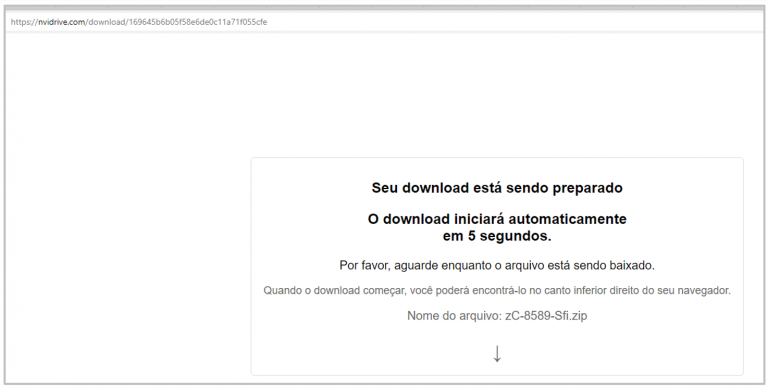 https://nvidrive.com/download/169645b6b05f58e6de0c11a71f055cfe
Seu download está sendo preparado
O download iniciará automaticamente
em 5 segundos.
Por favor, aguarde enquanto o arquivo está sendo baixado.
Quando o download começar, você poderá encontrá-lo no canto inferior direito do seu navegador.
Nome do arquivo: zC-8589-Sfi.zip
↓